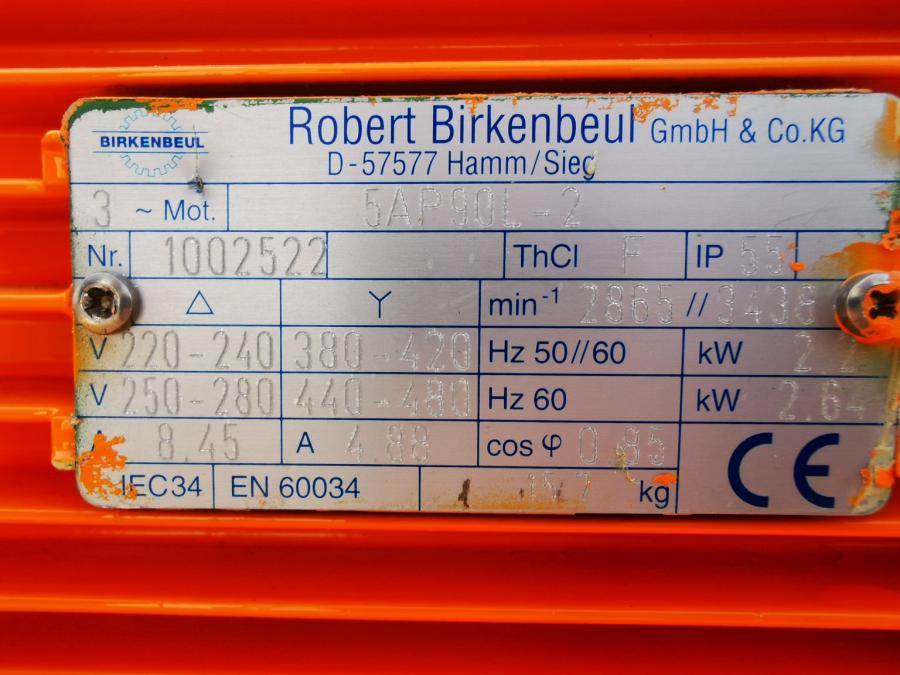 BIRKENBEUL
Robert Birkenbeul GmbH & Co.KG
D-57577 Hamm/Sieg
3 ~ Mot. 5AP90L-2
Nr. 1002522 ThCl F IP 55
△ Y min-1 2865 // 3438
V 220-240 380-420 Hz 50//60 kW 2.2
V 250-280 440-480 Hz 60 kW 2.64
8.45 A 4.88 cos φ 0.85
IEC34 EN 60034 kg
CE